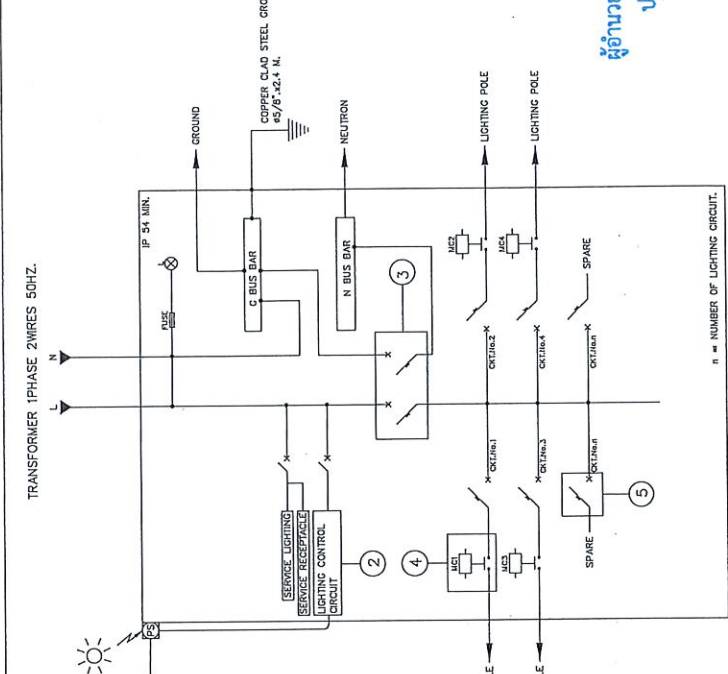 TRANSFORMER 1PHASE 2WIRES 50HZ.
L
N
IP 54 MIN.
FUSE
L
G BUS BAR
GROUND
COPPER CLAD STEEL
ø5/8".x2.4 M.
N BUS BAR
NEUTRON
PS
SERVICE LIGHTING
SERVICE RECEPTACLE
LIGHTING CONTROL
CIRCUIT
2
3
4
MC1
CKT.No.1
CKT.No.2
MC2
LIGHTING POLE
MC3
CKT.No.3
CKT.No.4
MC4
LIGHTING POLE
SPARE
CKT.No.n
CKT.No.n
SPARE
5
n = NUMBER OF LIGHTING CIRCUIT.